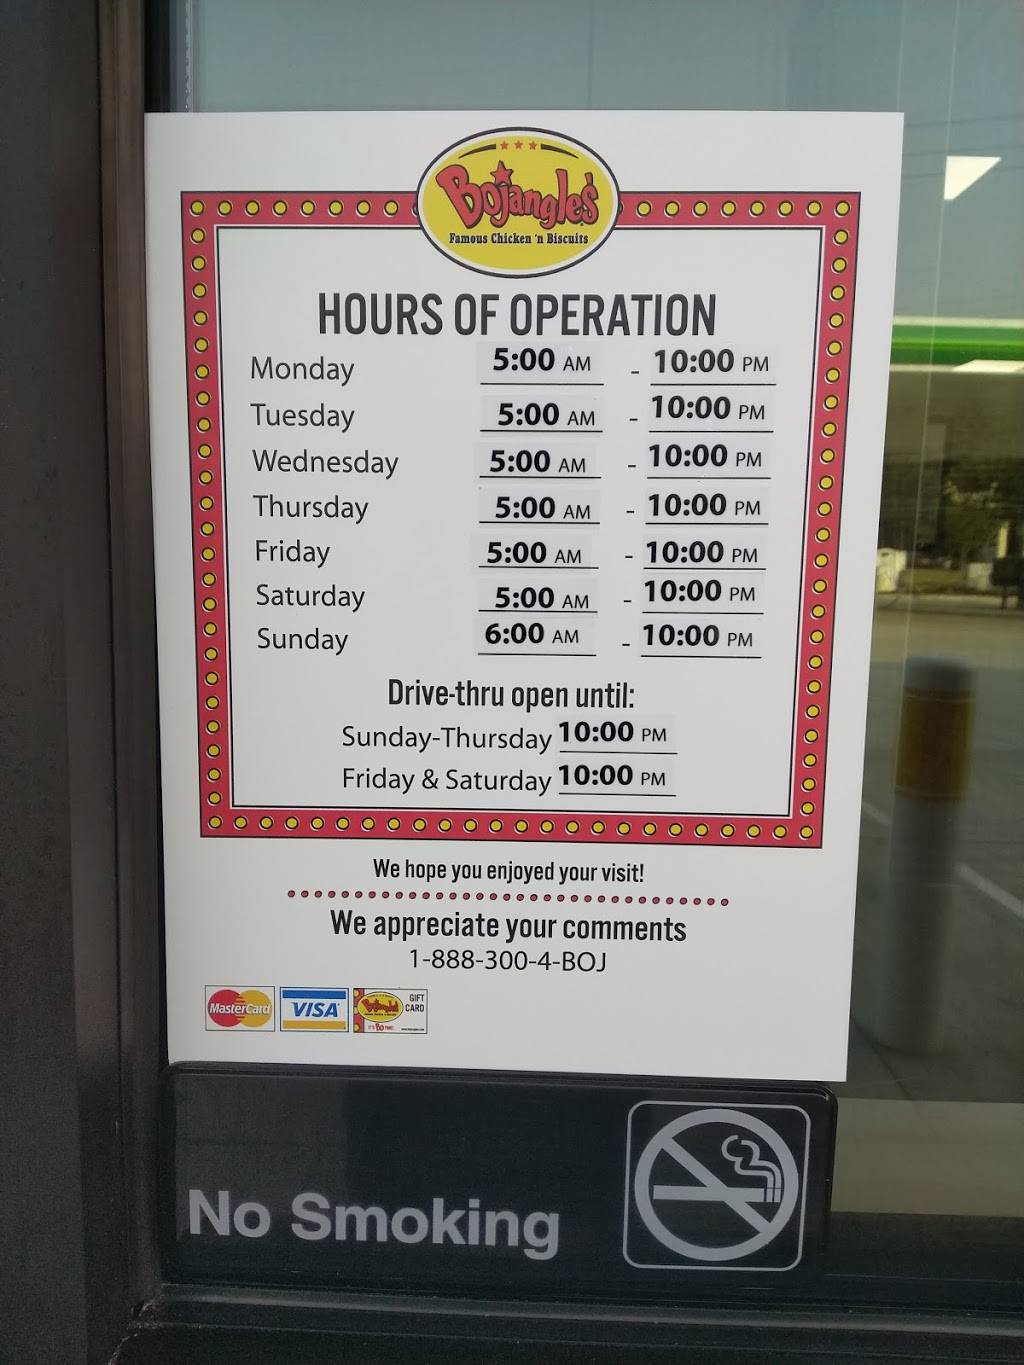 Bojangles'
Famous Chicken 'n Biscuits
HOURS OF OPERATION
Monday 5:00 AM - 10:00 PM
Tuesday 5:00 AM - 10:00 PM
Wednesday 5:00 AM - 10:00 PM
Thursday 5:00 AM - 10:00 PM
Friday 5:00 AM - 10:00 PM
Saturday 5:00 AM - 10:00 PM
Sunday 6:00 AM - 10:00 PM
Drive-thru open until:
Sunday-Thursday 10:00 PM
Friday & Saturday 10:00 PM
We hope you enjoyed your visit!
We appreciate your comments
1-888-300-4-BOJ
MasterCard VISA Bojangles' GIFT CARD
No Smoking